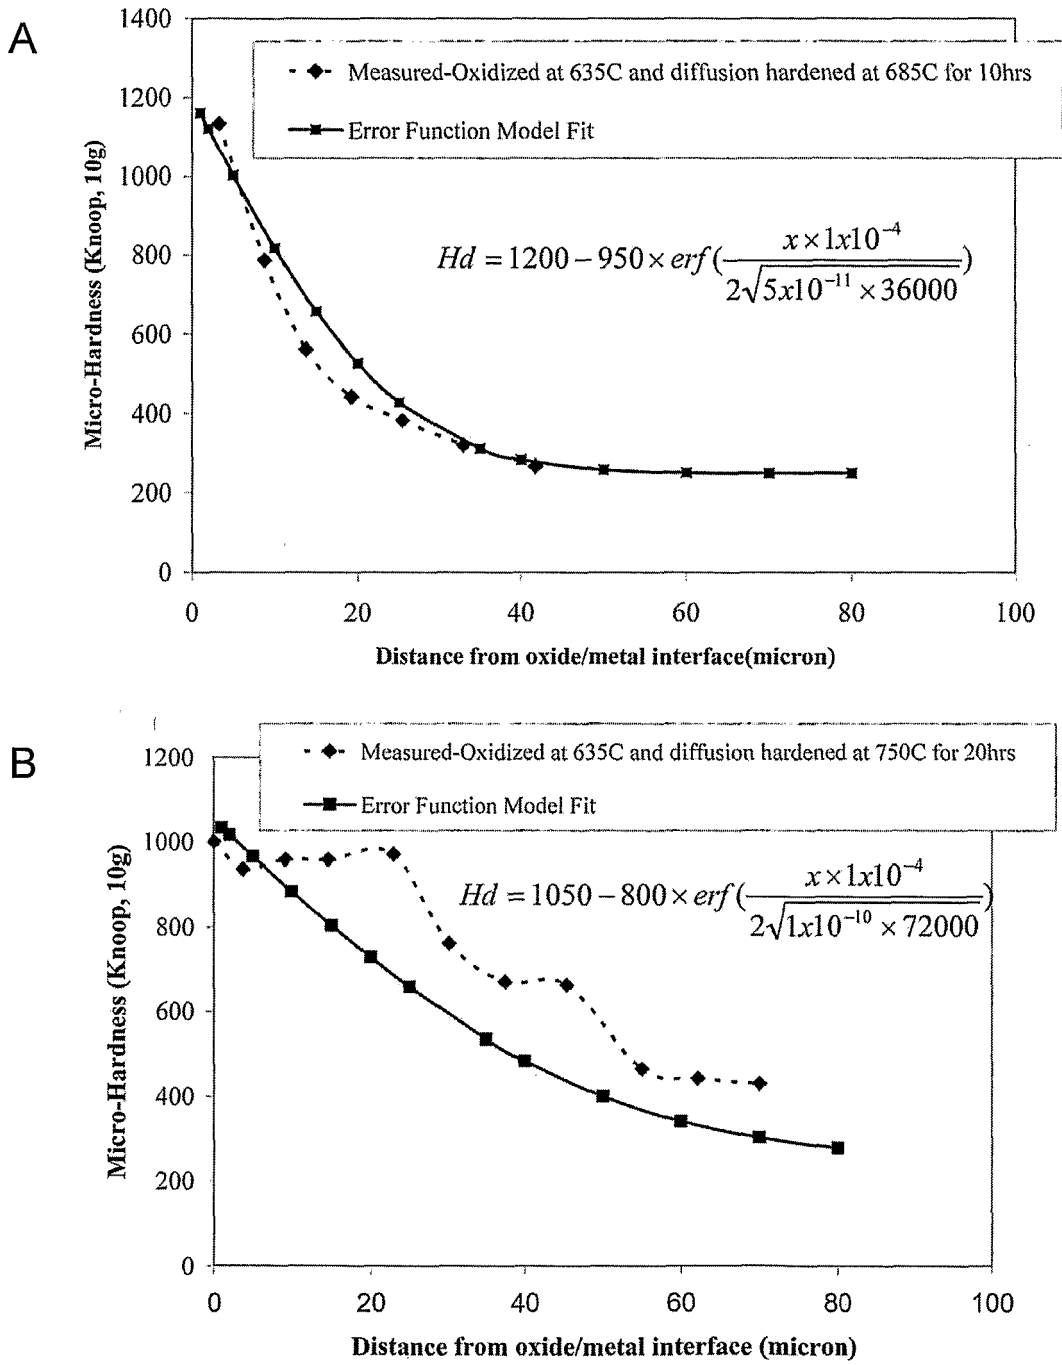 A
1400
1200
1000
800
600
400
200
0
Micro-Hardness (Knoop, 10g)
Measured-Oxidized at 635C and diffusion hardened at 685C for 10hrs
Error Function Model Fit
Hd = 1200 − 950 × erf ( x × 1x10⁻⁴ / 2√5x10⁻¹¹ × 36000 )
0 20 40 60 80 100
Distance from oxide/metal interface(micron)
B
1200
1000
800
600
400
200
0
Micro-Hardness (Knoop, 10g)
Measured-Oxidized at 635C and diffusion hardened at 750C for 20hrs
Error Function Model Fit
Hd = 1050 − 800 × erf ( x × 1x10⁻⁴ / 2√1x10⁻¹⁰ × 72000 )
0 20 40 60 80 100
Distance from oxide/metal interface (micron)